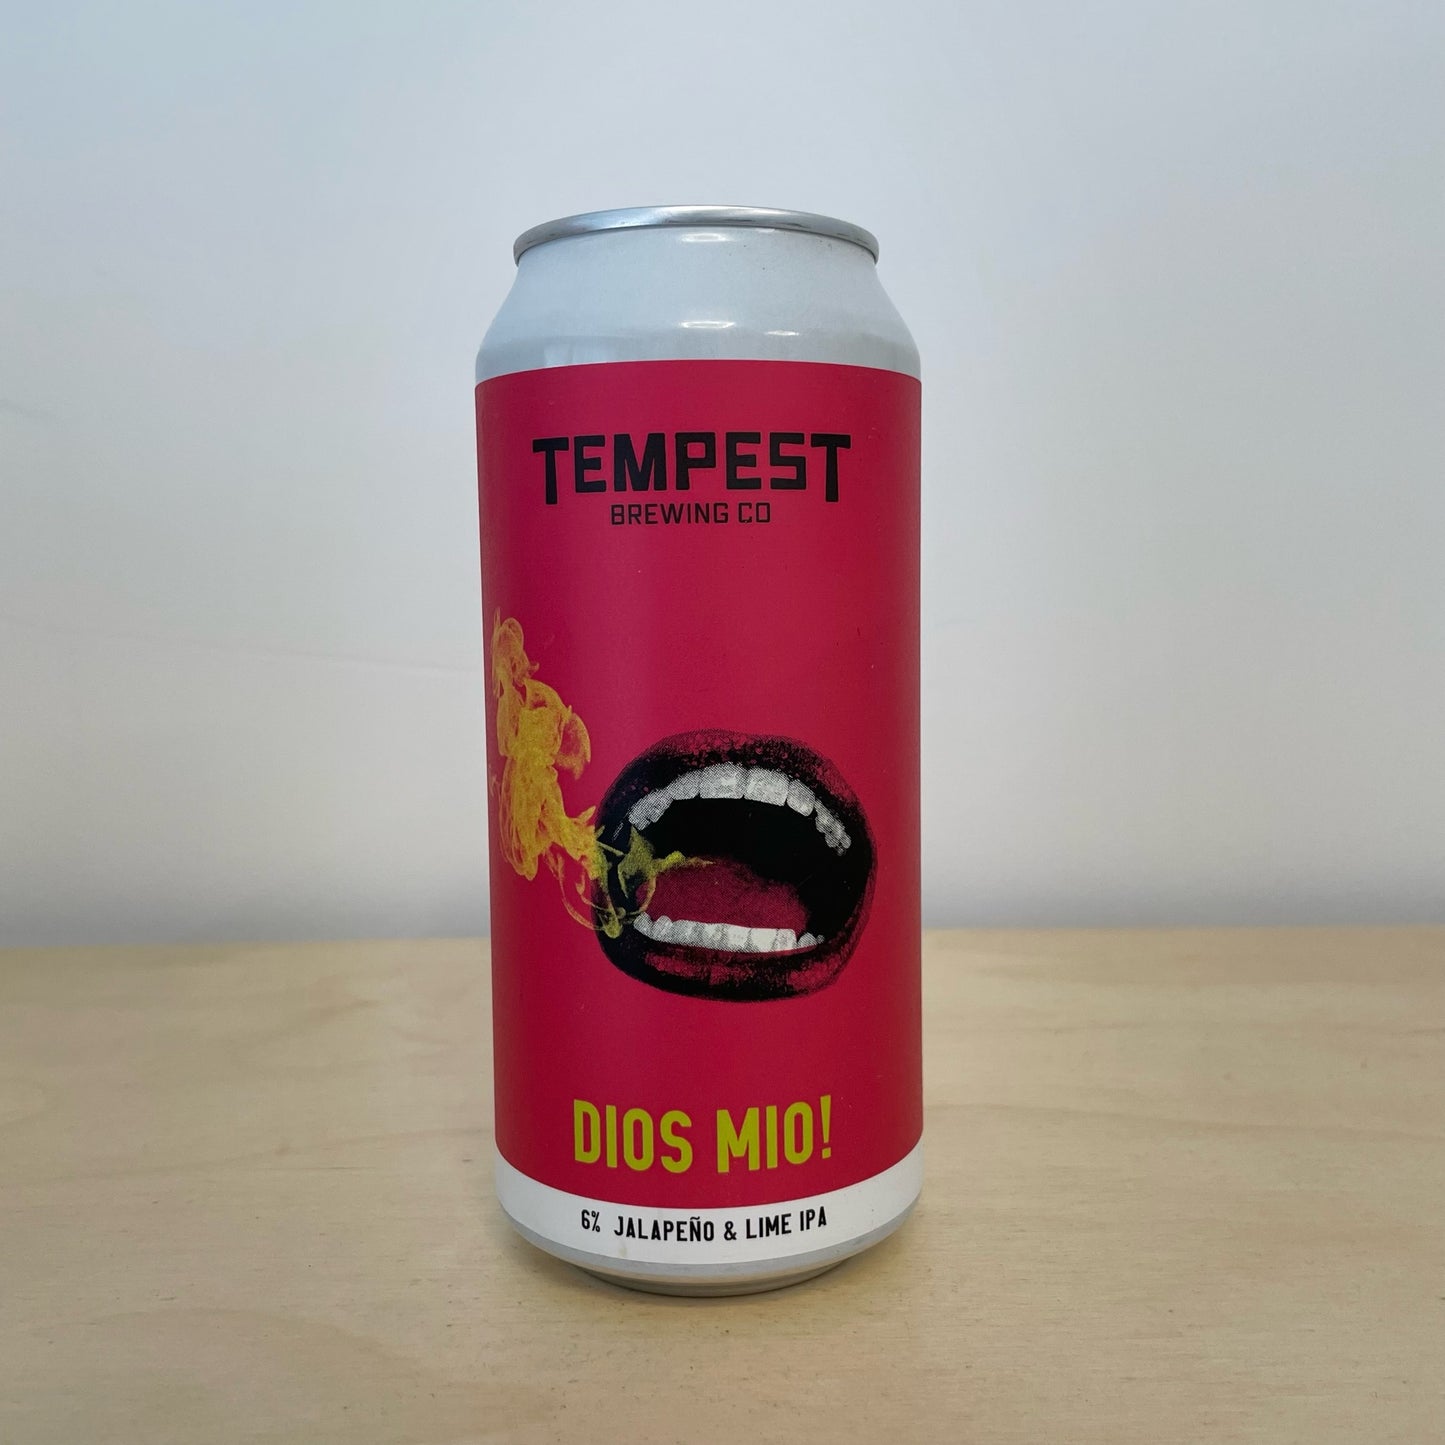 TEMPEST
BREWING CO
DIOS MIO!
6% JALAPEÑO & LIME IPA